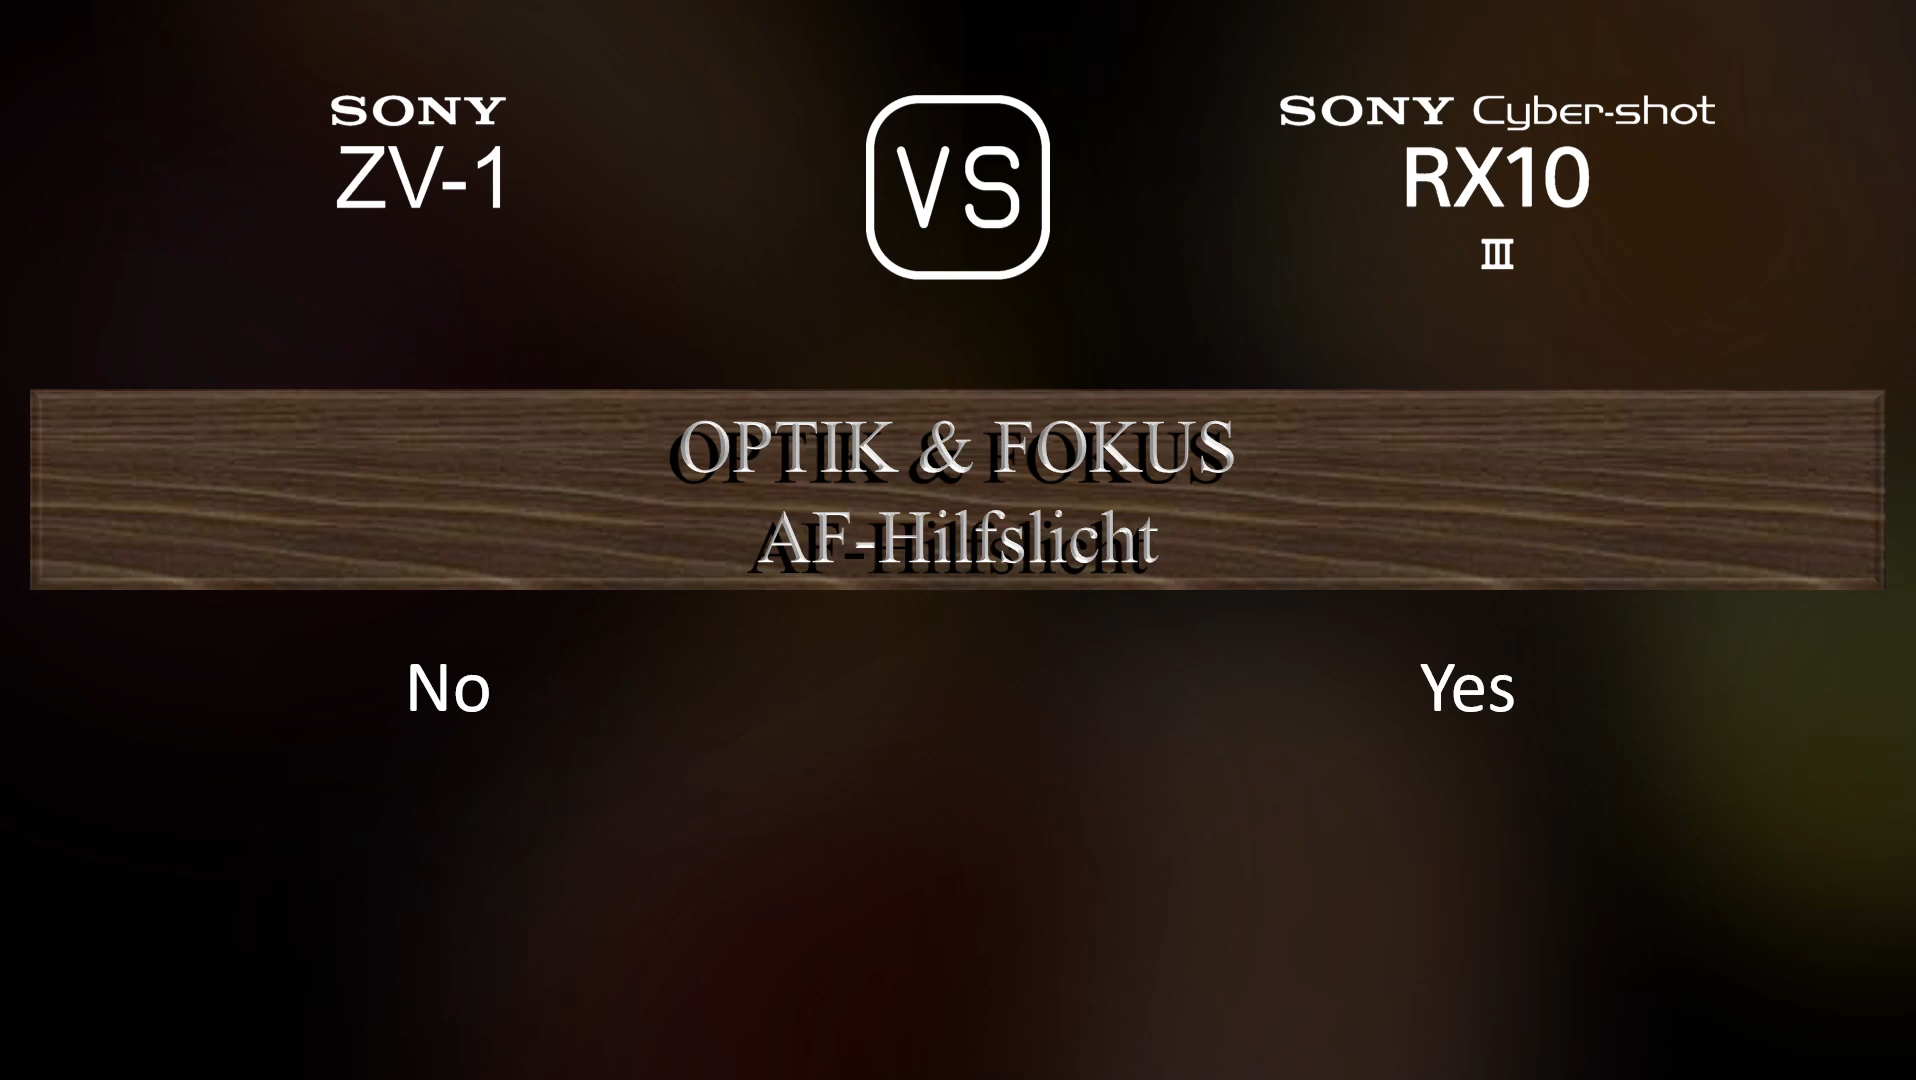 SONY
ZV-1
VS
SONY Cyber-shot
RX10
III
OPTIK & FOKUS
AF-Hilfslicht
No
Yes